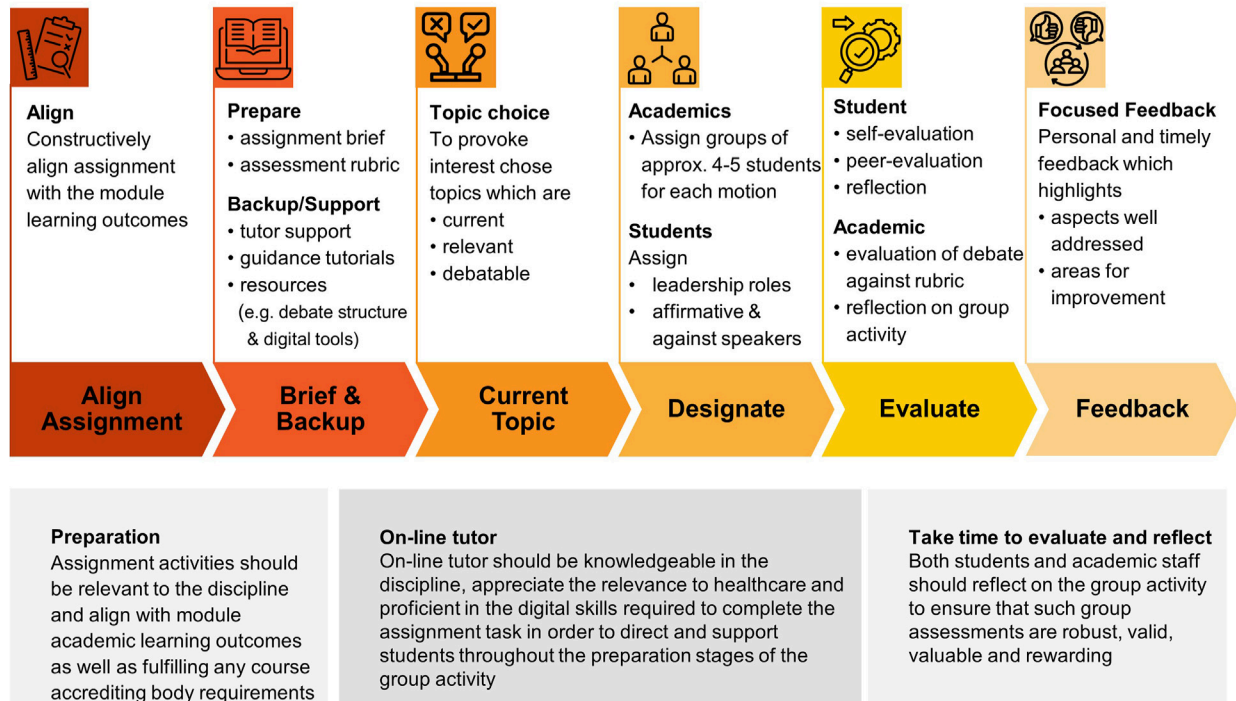 Align
Constructively
align assignment
with the module
learning outcomes
Prepare
• assignment brief
• assessment rubric
Backup/Support
• tutor support
• guidance tutorials
• resources
(e.g. debate structure
& digital tools)
Topic choice
To provoke
interest chose
topics which are
• current
• relevant
• debatable
Academics
• Assign groups of
approx. 4-5 students
for each motion
Students
Assign
• leadership roles
• affirmative &
against speakers
Student
• self-evaluation
• peer-evaluation
• reflection
Academic
• evaluation of debate
against rubric
• reflection on group
activity
Focused Feedback
Personal and timely
feedback which
highlights
• aspects well
addressed
• areas for
improvement
Align
Assignment
Brief &
Backup
Current
Topic
Designate
Evaluate
Feedback
Preparation
Assignment activities should
be relevant to the discipline
and align with module
academic learning outcomes
as well as fulfilling any course
accrediting body requirements
On-line tutor
On-line tutor should be knowledgeable in the
discipline, appreciate the relevance to healthcare and
proficient in the digital skills required to complete the
assignment task in order to direct and support
students throughout the preparation stages of the
group activity
Take time to evaluate and reflect
Both students and academic staff
should reflect on the group activity
to ensure that such group
assessments are robust, valid,
valuable and rewarding